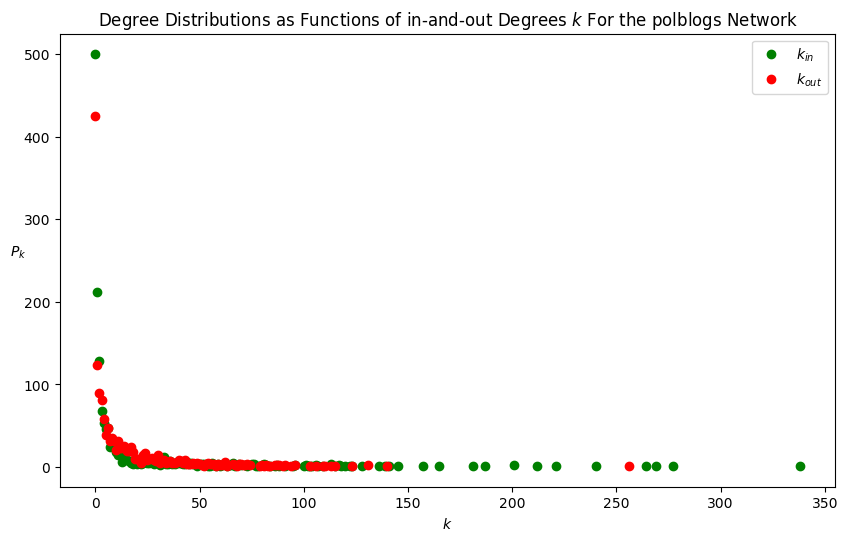 Degree Distributions as Functions of in-and-out Degrees k For the polblogs Network
500
400
300
200
100
0
P_k
0 50 100 150 200 250 300 350
k
k_in
k_out